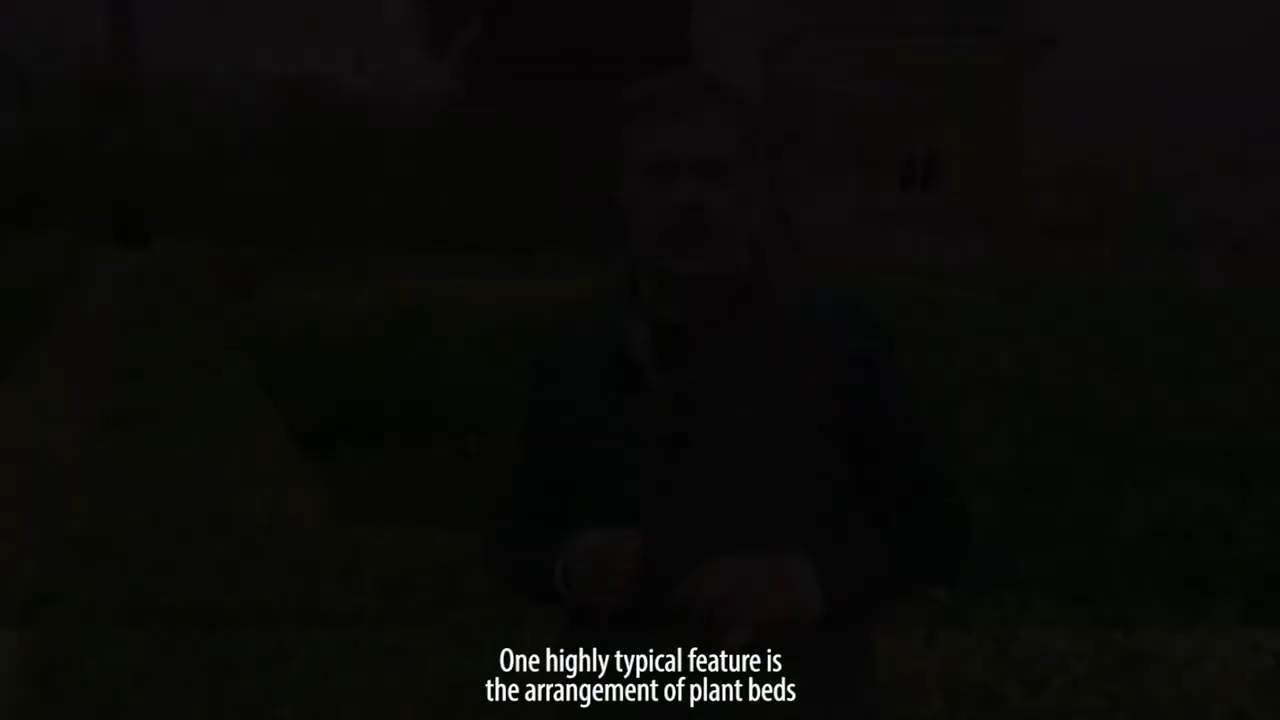 One highly typical feature is
the arrangement of plant beds